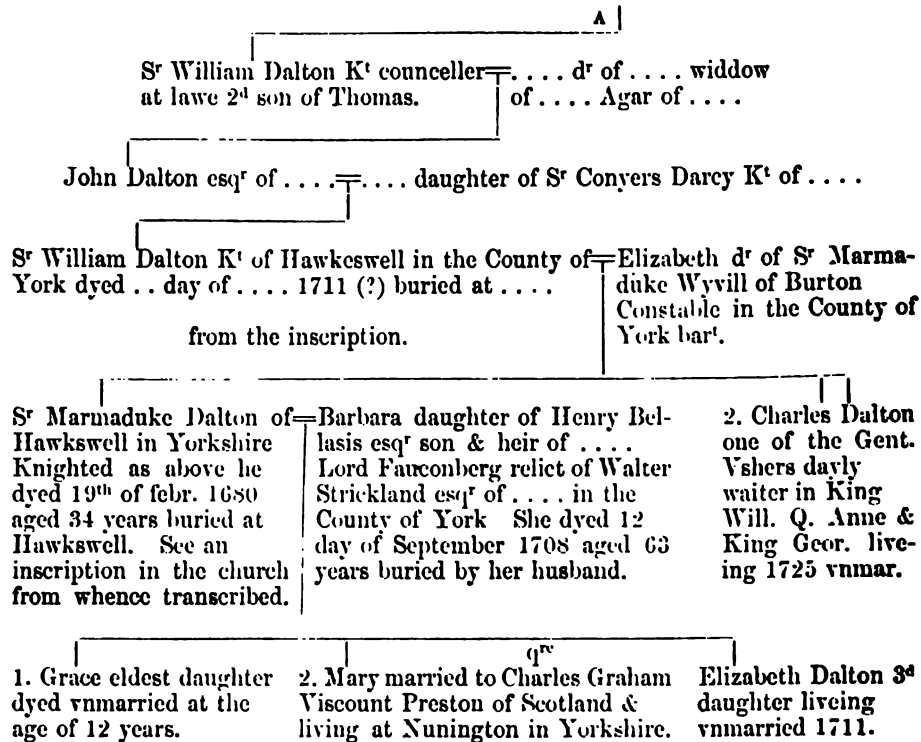 A
Sʳ William Dalton Kᵗ counceller=. . . . dʳ of . . . . widdow
at lawe 2ᵈ son of Thomas. of . . . . Agar of . . . .
John Dalton esqʳ of . . . .=. . . . daughter of Sʳ Conyers Darcy Kᵗ of . . . .
Sʳ William Dalton Kᵗ of Hawkeswell in the County of=
York dyed . . day of . . . . 1711 (?) buried at . . . .
from the inscription.
Elizabeth dʳ of Sʳ Marma-
duke Wyvill of Burton
Constable in the County of
York barᵗ.
Sʳ Marmaduke Dalton of=
Hawkswell in Yorkshire
Knighted as above he
dyed 19ᵗʰ of febr. 1680
aged 34 years buried at
Hawkswell. See an
inscription in the church
from whence transcribed.
Barbara daughter of Henry Bel-
lasis esqʳ son & heir of . . . .
Lord Fauconberg relict of Walter
Strickland esqʳ of . . . . in the
County of York She dyed 12
day of September 1708 aged 63
years buried by her husband.
2. Charles Dalton
one of the Gent.
Vshers dayly
waiter in King
Will. Q. Anne &
King Geor. live-
ing 1725 vnmar.
1. Grace eldest daughter
dyed vnmarried at the
age of 12 years.
qʳᵉ
2. Mary married to Charles Graham
Viscount Preston of Scotland &
living at Nunington in Yorkshire.
Elizabeth Dalton 3ᵈ
daughter liveing
vnmarried 1711.